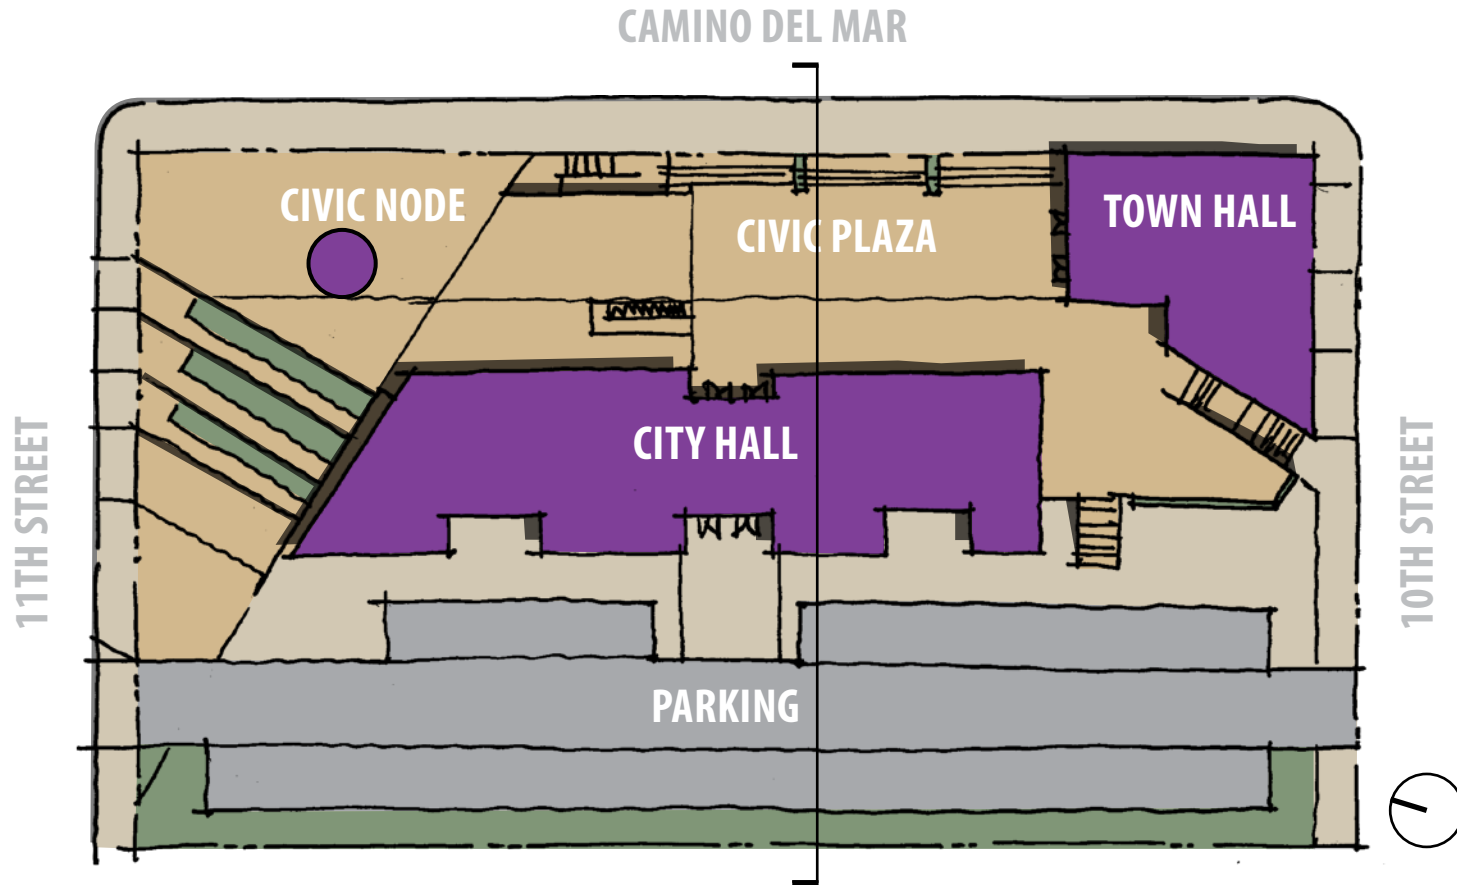 CAMINO DEL MAR
CIVIC NODE
TOWN HALL
CIVIC PLAZA
CITY HALL
11TH STREET
10TH STREET
PARKING